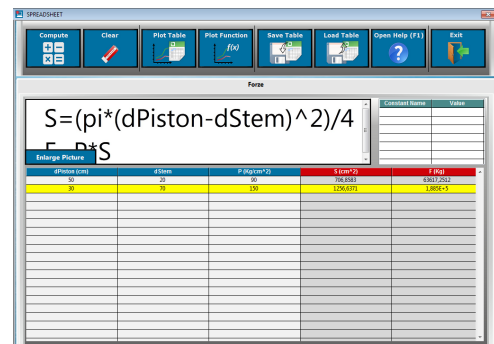 SPREADSHEET
Compute Clear Plot Table Plot Function Save Table Load Table Open Help (F1) Exit
f(x)
Forze
S=(pi*(dPiston-dStem)^2)/4
P*S
Enlarge Picture
Constant Name Value
dPiston (cm) dStem P (Kg/cm^2) S (cm^2) F (Kg)
50 20 90 706,8583 63617,2512
30 70 150 1256,6371 1,885E+5